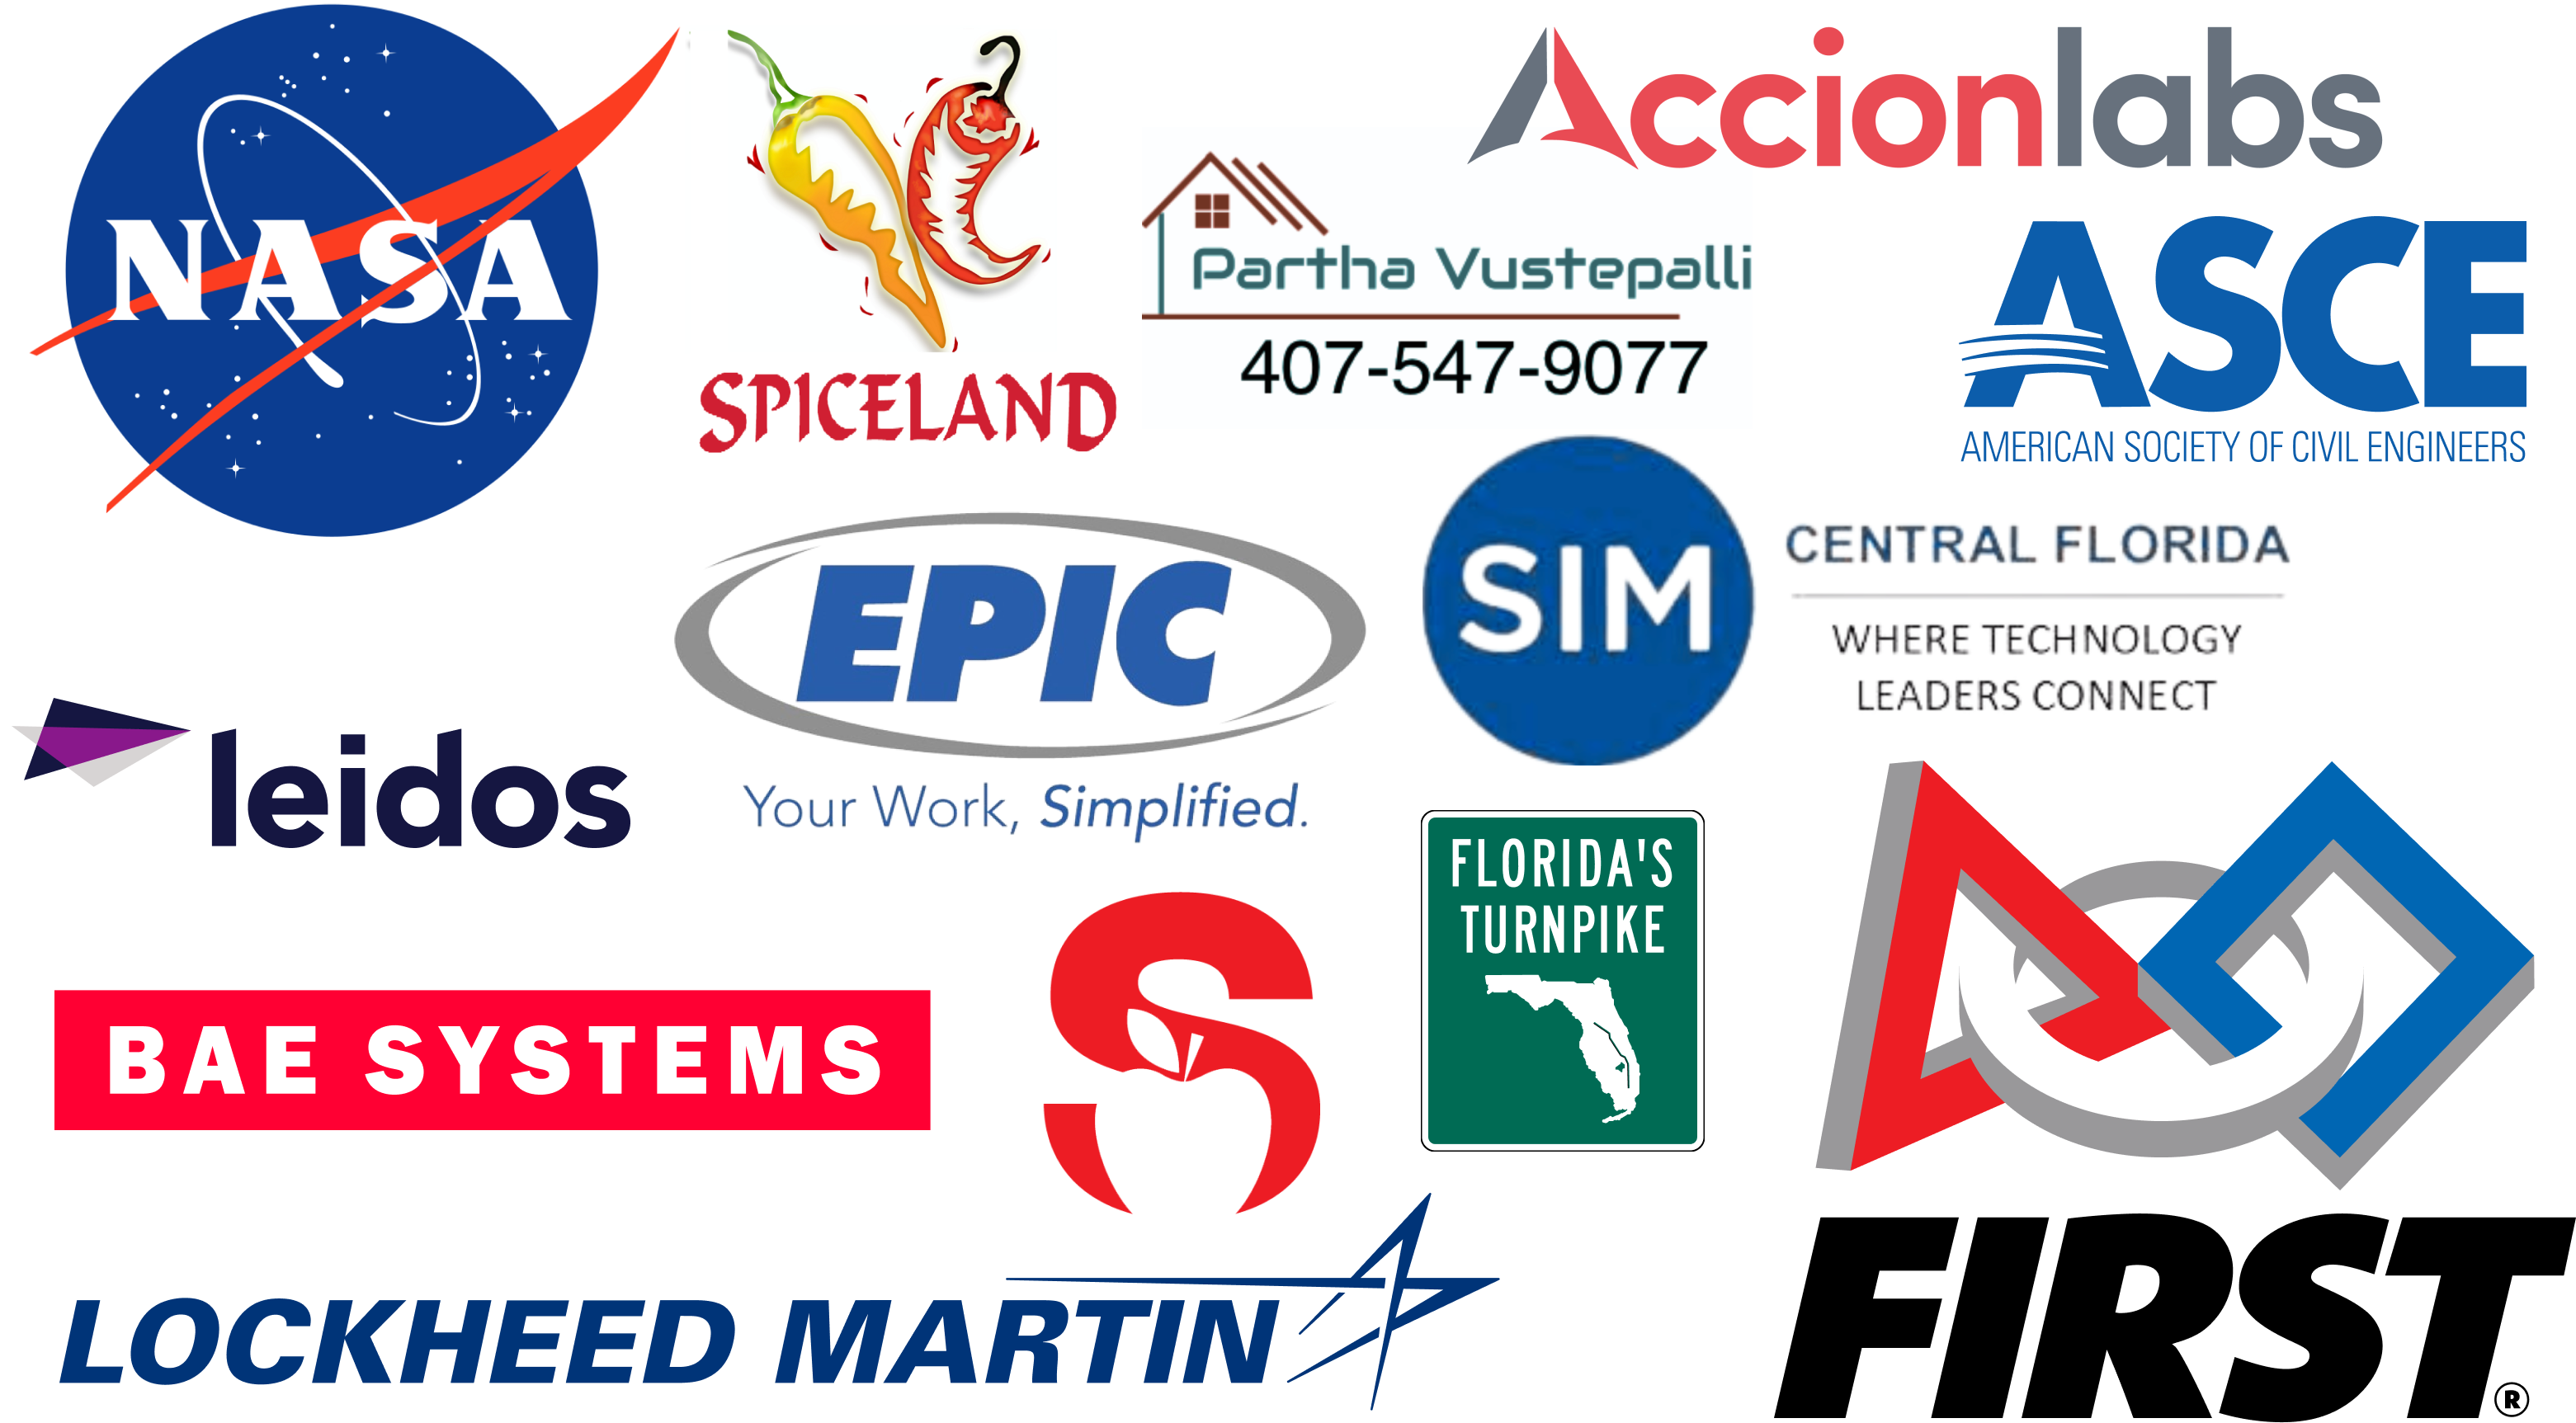 NASA
SPICELAND
Partha Vustepalli
407-547-9077
Accionlabs
ASCE
AMERICAN SOCIETY OF CIVIL ENGINEERS
EPIC
Your Work, Simplified.
SIM
CENTRAL FLORIDA
WHERE TECHNOLOGY
LEADERS CONNECT
leidos
FLORIDA'S
TURNPIKE
BAE SYSTEMS
S
LOCKHEED MARTIN
FIRST®